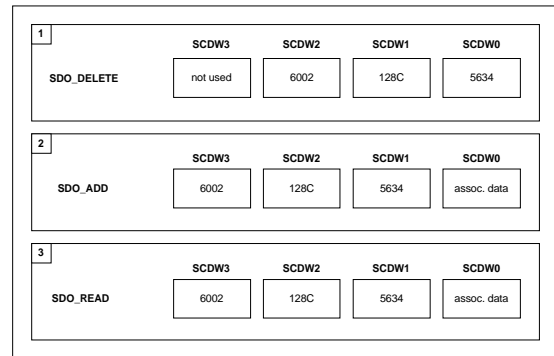 1
SCDW3 SCDW2 SCDW1 SCDW0
SDO_DELETE not used 6002 128C 5634
2
SCDW3 SCDW2 SCDW1 SCDW0
SDO_ADD 6002 128C 5634 assoc. data
3
SCDW3 SCDW2 SCDW1 SCDW0
SDO_READ 6002 128C 5634 assoc. data